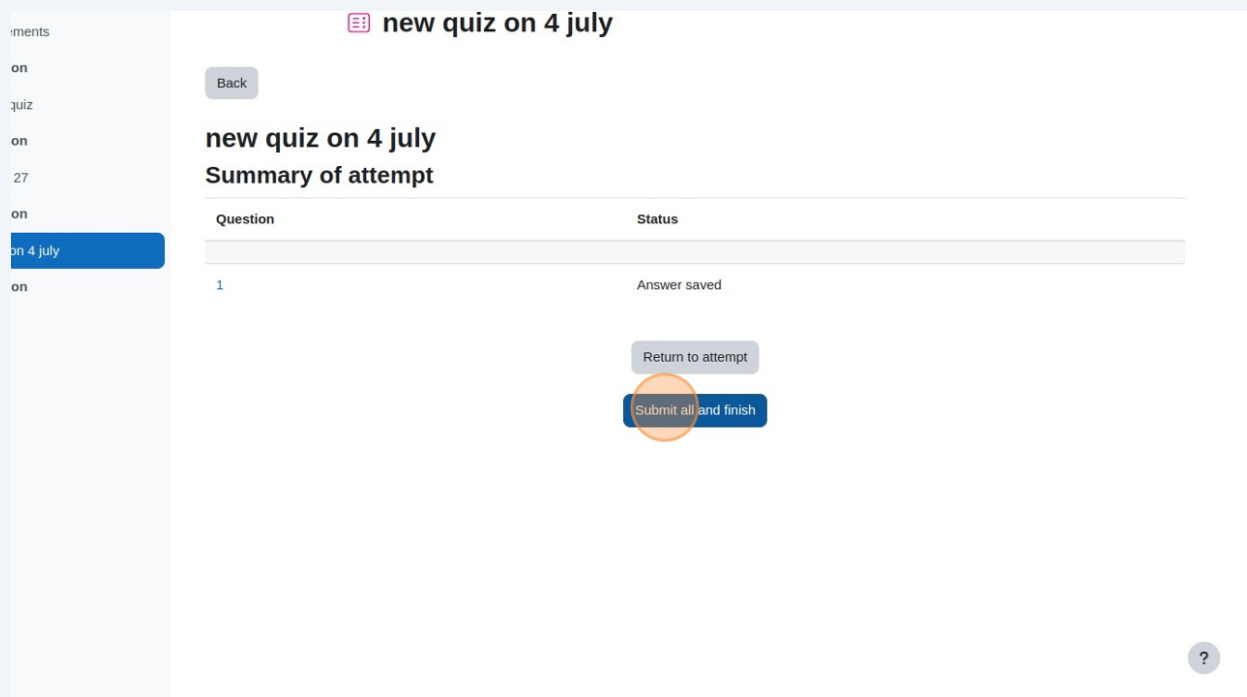 new quiz on 4 july
ements
on
quiz
on
27
on
on 4 july
on
Back
new quiz on 4 july
Summary of attempt
Question Status
1 Answer saved
Return to attempt
Submit all and finish
?